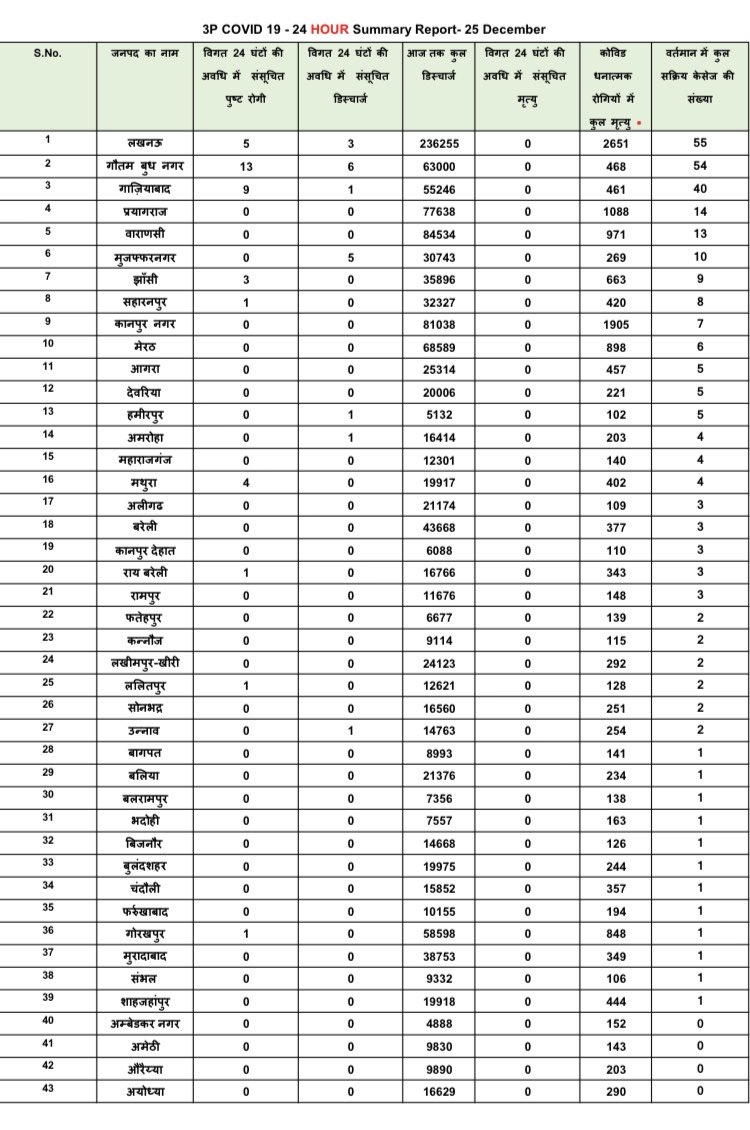 3P COVID 19 - 24 HOUR Summary Report- 25 December
S.No. जनपद का नाम विगत 24 घंटों की अवधि में संसूचित पुष्ट रोगी विगत 24 घंटों की अवधि में संसूचित डिस्चार्ज आज तक कुल डिस्चार्ज विगत 24 घंटों की अवधि में संसूचित मृत्यु कोविड धनात्मक रोगियों में कुल मृत्यु वर्तमान में कुल सक्रिय केसेज की संख्या
1 लखनऊ 5 3 236255 0 2651 55
2 गौतम बुध नगर 13 6 63000 0 468 54
3 गाज़ियाबाद 9 1 55246 0 461 40
4 प्रयागराज 0 0 77638 0 1088 14
5 वाराणसी 0 0 84534 0 971 13
6 मुजफ्फरनगर 0 5 30743 0 269 10
7 झाँसी 3 0 35896 0 663 9
8 सहारनपुर 1 0 32327 0 420 8
9 कानपुर नगर 0 0 81038 0 1905 7
10 मेरठ 0 0 68589 0 898 6
11 आगरा 0 0 25314 0 457 5
12 देवरिया 0 0 20006 0 221 5
13 हमीरपुर 0 1 5132 0 102 5
14 अमरोहा 0 1 16414 0 203 4
15 महाराजगंज 0 0 12301 0 140 4
16 मथुरा 4 0 19917 0 402 4
17 अलीगढ 0 0 21174 0 109 3
18 बरेली 0 0 43668 0 377 3
19 कानपुर देहात 0 0 6088 0 110 3
20 राय बरेली 1 0 16766 0 343 3
21 रामपुर 0 0 11676 0 148 3
22 फतेहपुर 0 0 6677 0 139 2
23 कन्नौज 0 0 9114 0 115 2
24 लखीमपुर-खीरी 0 0 24123 0 292 2
25 ललितपुर 1 0 12621 0 128 2
26 सोनभद्र 0 0 16560 0 251 2
27 उन्नाव 0 1 14763 0 254 2
28 बागपत 0 0 8993 0 141 1
29 बलिया 0 0 21376 0 234 1
30 बलरामपुर 0 0 7356 0 138 1
31 भदोही 0 0 7557 0 163 1
32 बिजनौर 0 0 14668 0 126 1
33 बुलंदशहर 0 0 19975 0 244 1
34 चंदौली 0 0 15852 0 357 1
35 फर्रुखाबाद 0 0 10155 0 194 1
36 गोरखपुर 1 0 58598 0 848 1
37 मुरादाबाद 0 0 38753 0 349 1
38 संभल 0 0 9332 0 106 1
39 शाहजहांपुर 0 0 19918 0 444 1
40 अम्बेडकर नगर 0 0 4888 0 152 0
41 अमेठी 0 0 9830 0 143 0
42 औरैय्या 0 0 9890 0 203 0
43 अयोध्या 0 0 16629 0 290 0